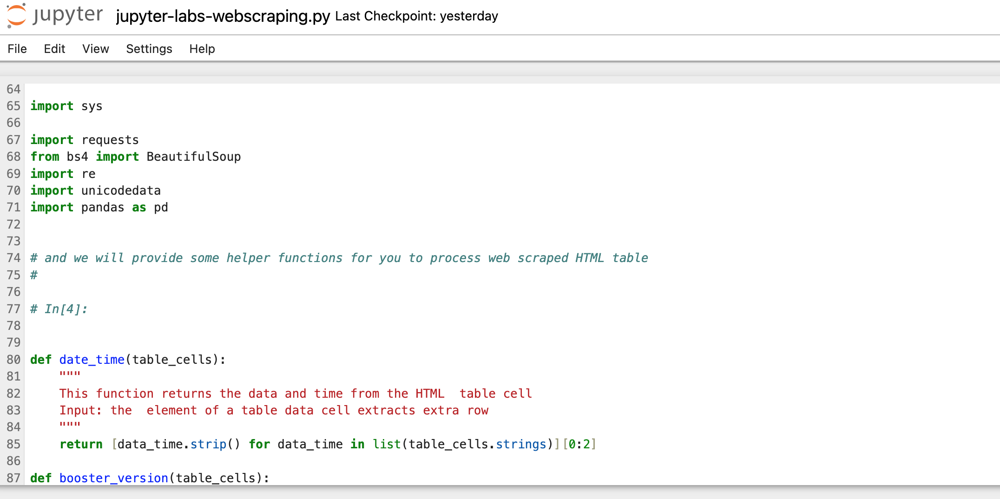 jupyter jupyter-labs-webscraping.py Last Checkpoint: yesterday
File Edit View Settings Help
64
65 import sys
66
67 import requests
68 from bs4 import BeautifulSoup
69 import re
70 import unicodedata
71 import pandas as pd
72
73
74 # and we will provide some helper functions for you to process web scraped HTML table
75 #
76
77 # In[4]:
78
79
80 def date_time(table_cells):
81     """
82     This function returns the data and time from the HTML  table cell
83     Input: the  element of a table data cell extracts extra row
84     """
85     return [data_time.strip() for data_time in list(table_cells.strings)][0:2]
86
87 def booster_version(table_cells):